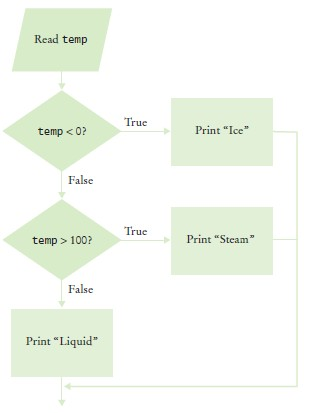 Read temp
temp < 0?
True
Print “Ice”
False
temp > 100?
True
Print “Steam”
False
Print “Liquid”